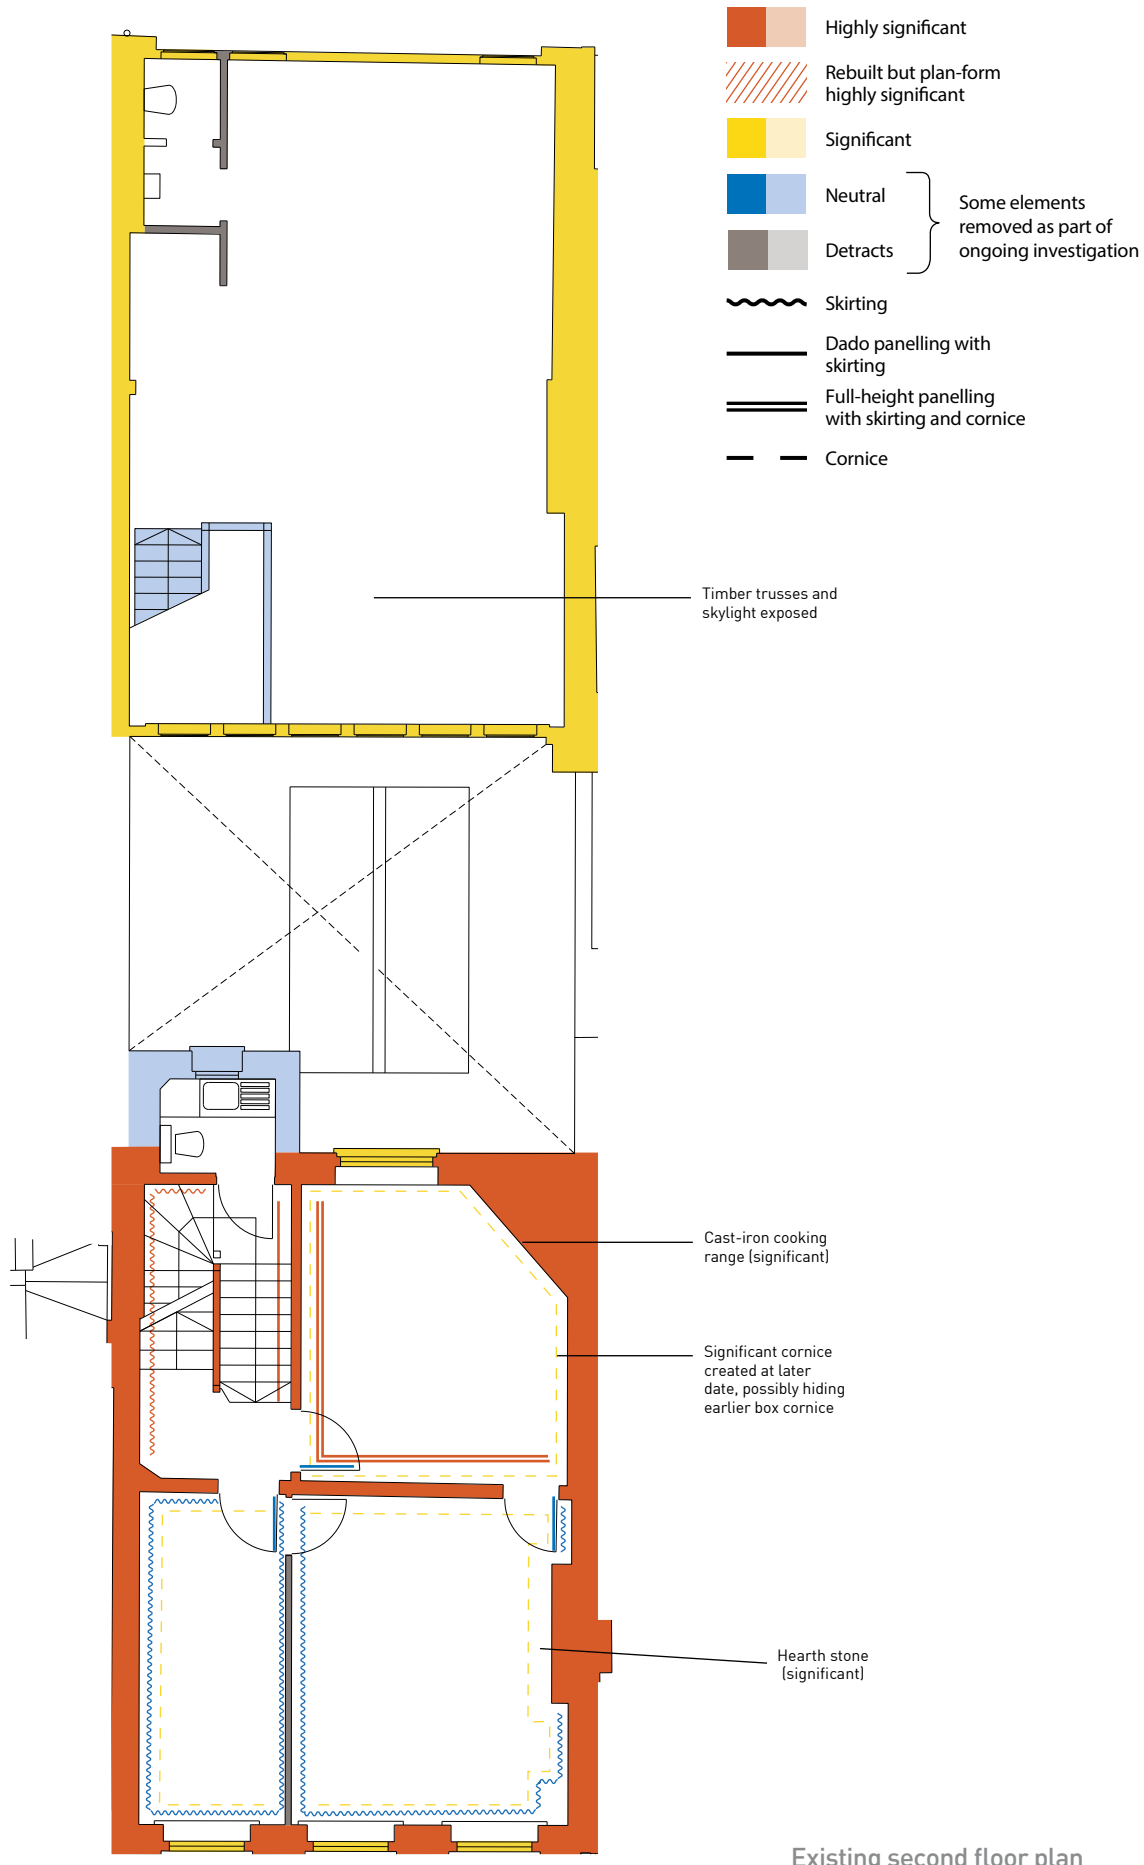 Highly significant
Rebuilt but plan-form
highly significant
Significant
Neutral
Detracts
Some elements
removed as part of
ongoing investigation
Skirting
Dado panelling with
skirting
Full-height panelling
with skirting and cornice
Cornice
Timber trusses and
skylight exposed
Cast-iron cooking
range (significant)
Significant cornice
created at later
date, possibly hiding
earlier box cornice
Hearth stone
(significant)
Existing second floor plan